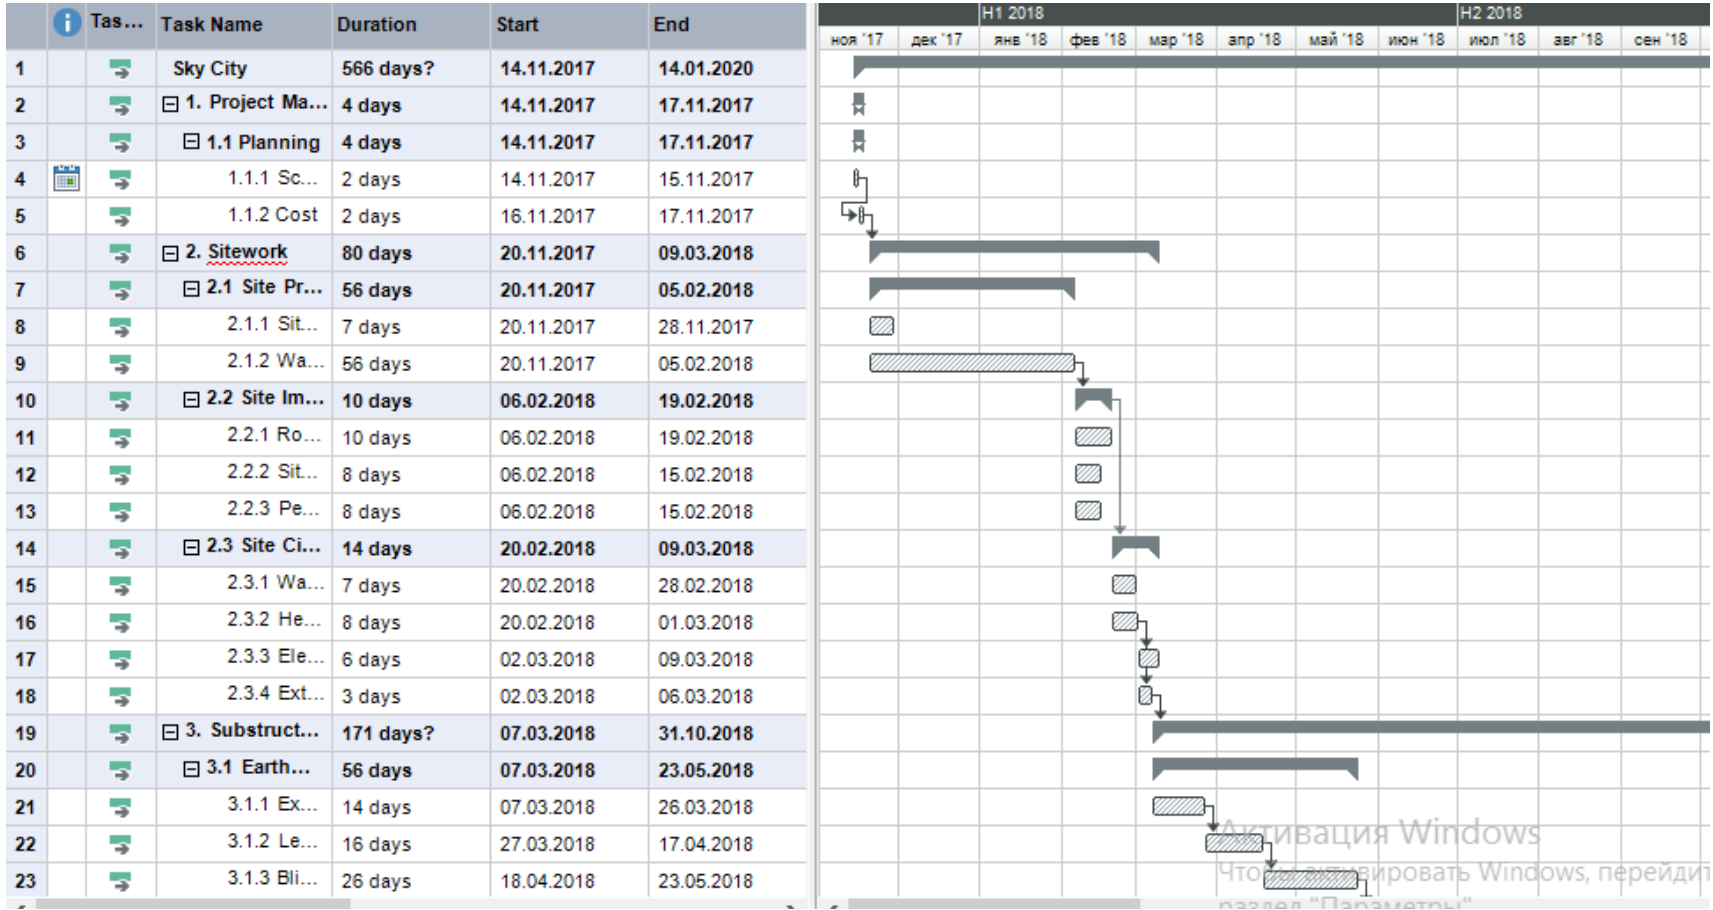 Tas... Task Name Duration Start End
H1 2018 H2 2018
ноя '17 дек '17 янв '18 фев '18 мар '18 апр '18 май '18 июн '18 июл '18 авг '18 сен '18
1 Sky City 566 days? 14.11.2017 14.01.2020
2 1. Project Ma... 4 days 14.11.2017 17.11.2017
3 1.1 Planning 4 days 14.11.2017 17.11.2017
4 1.1.1 Sc... 2 days 14.11.2017 15.11.2017
5 1.1.2 Cost 2 days 16.11.2017 17.11.2017
6 2. Sitework 80 days 20.11.2017 09.03.2018
7 2.1 Site Pr... 56 days 20.11.2017 05.02.2018
8 2.1.1 Sit... 7 days 20.11.2017 28.11.2017
9 2.1.2 Wa... 56 days 20.11.2017 05.02.2018
10 2.2 Site Im... 10 days 06.02.2018 19.02.2018
11 2.2.1 Ro... 10 days 06.02.2018 19.02.2018
12 2.2.2 Sit... 8 days 06.02.2018 15.02.2018
13 2.2.3 Pe... 8 days 06.02.2018 15.02.2018
14 2.3 Site Ci... 14 days 20.02.2018 09.03.2018
15 2.3.1 Wa... 7 days 20.02.2018 28.02.2018
16 2.3.2 He... 8 days 20.02.2018 01.03.2018
17 2.3.3 Ele... 6 days 02.03.2018 09.03.2018
18 2.3.4 Ext... 3 days 02.03.2018 06.03.2018
19 3. Substruct... 171 days? 07.03.2018 31.10.2018
20 3.1 Earth... 56 days 07.03.2018 23.05.2018
21 3.1.1 Ex... 14 days 07.03.2018 26.03.2018
22 3.1.2 Le... 16 days 27.03.2018 17.04.2018
23 3.1.3 Bli... 26 days 18.04.2018 23.05.2018
Активация Windows
Чтобы активировать Windows, перейдит
раздел "Параметры"